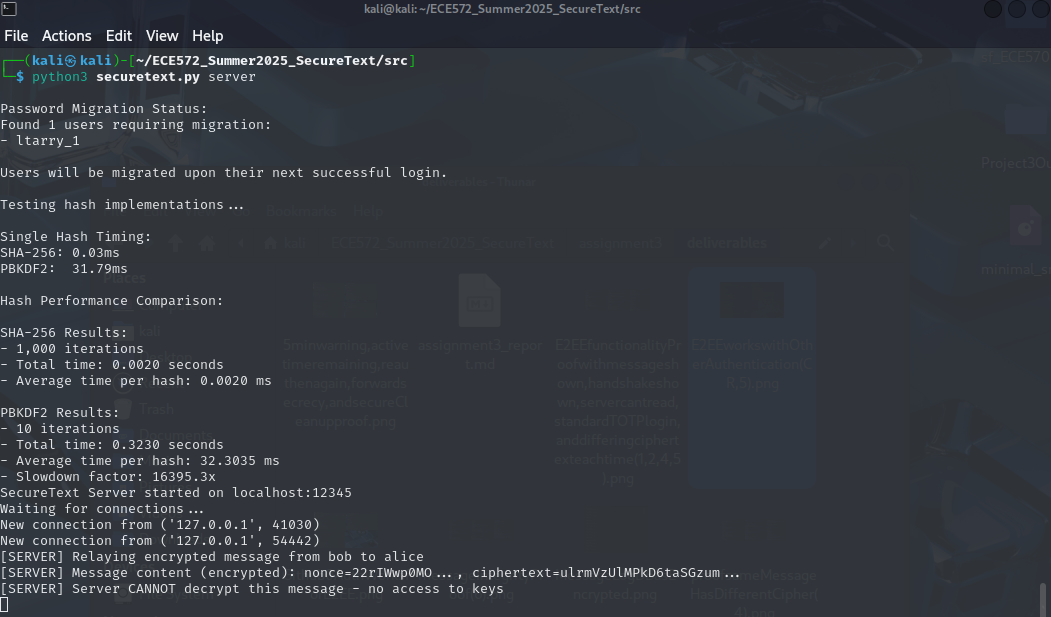 kali@kali: ~/ECE572_Summer2025_SecureText/src
File Actions Edit View Help
(kali㉿kali)-[~/ECE572_Summer2025_SecureText/src]
$ python3 securetext.py server
Password Migration Status:
Found 1 users requiring migration:
- ltarry_1
Users will be migrated upon their next successful login.
Testing hash implementations...
Single Hash Timing:
SHA-256: 0.03ms
PBKDF2:  31.79ms
Hash Performance Comparison:
SHA-256 Results:
- 1,000 iterations
- Total time: 0.0020 seconds
- Average time per hash: 0.0020 ms
PBKDF2 Results:
- 10 iterations
- Total time: 0.3230 seconds
- Average time per hash: 32.3035 ms
- Slowdown factor: 16395.3x
SecureText Server started on localhost:12345
Waiting for connections...
New connection from ('127.0.0.1', 41030)
New connection from ('127.0.0.1', 54442)
[SERVER] Relaying encrypted message from bob to alice
[SERVER] Message content (encrypted): nonce=22rIWwp0MO..., ciphertext=ulrmVzUlMPkD6taSGzum...
[SERVER] Server CANNOT decrypt this message - no access to keys